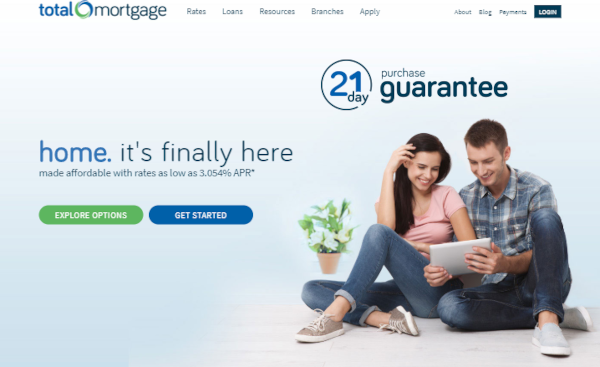 total mortgage
Rates Loans Resources Branches Apply
About Blog Payments LOGIN
21 day purchase guarantee
home. it's finally here
made affordable with rates as low as 3.054% APR*
EXPLORE OPTIONS GET STARTED